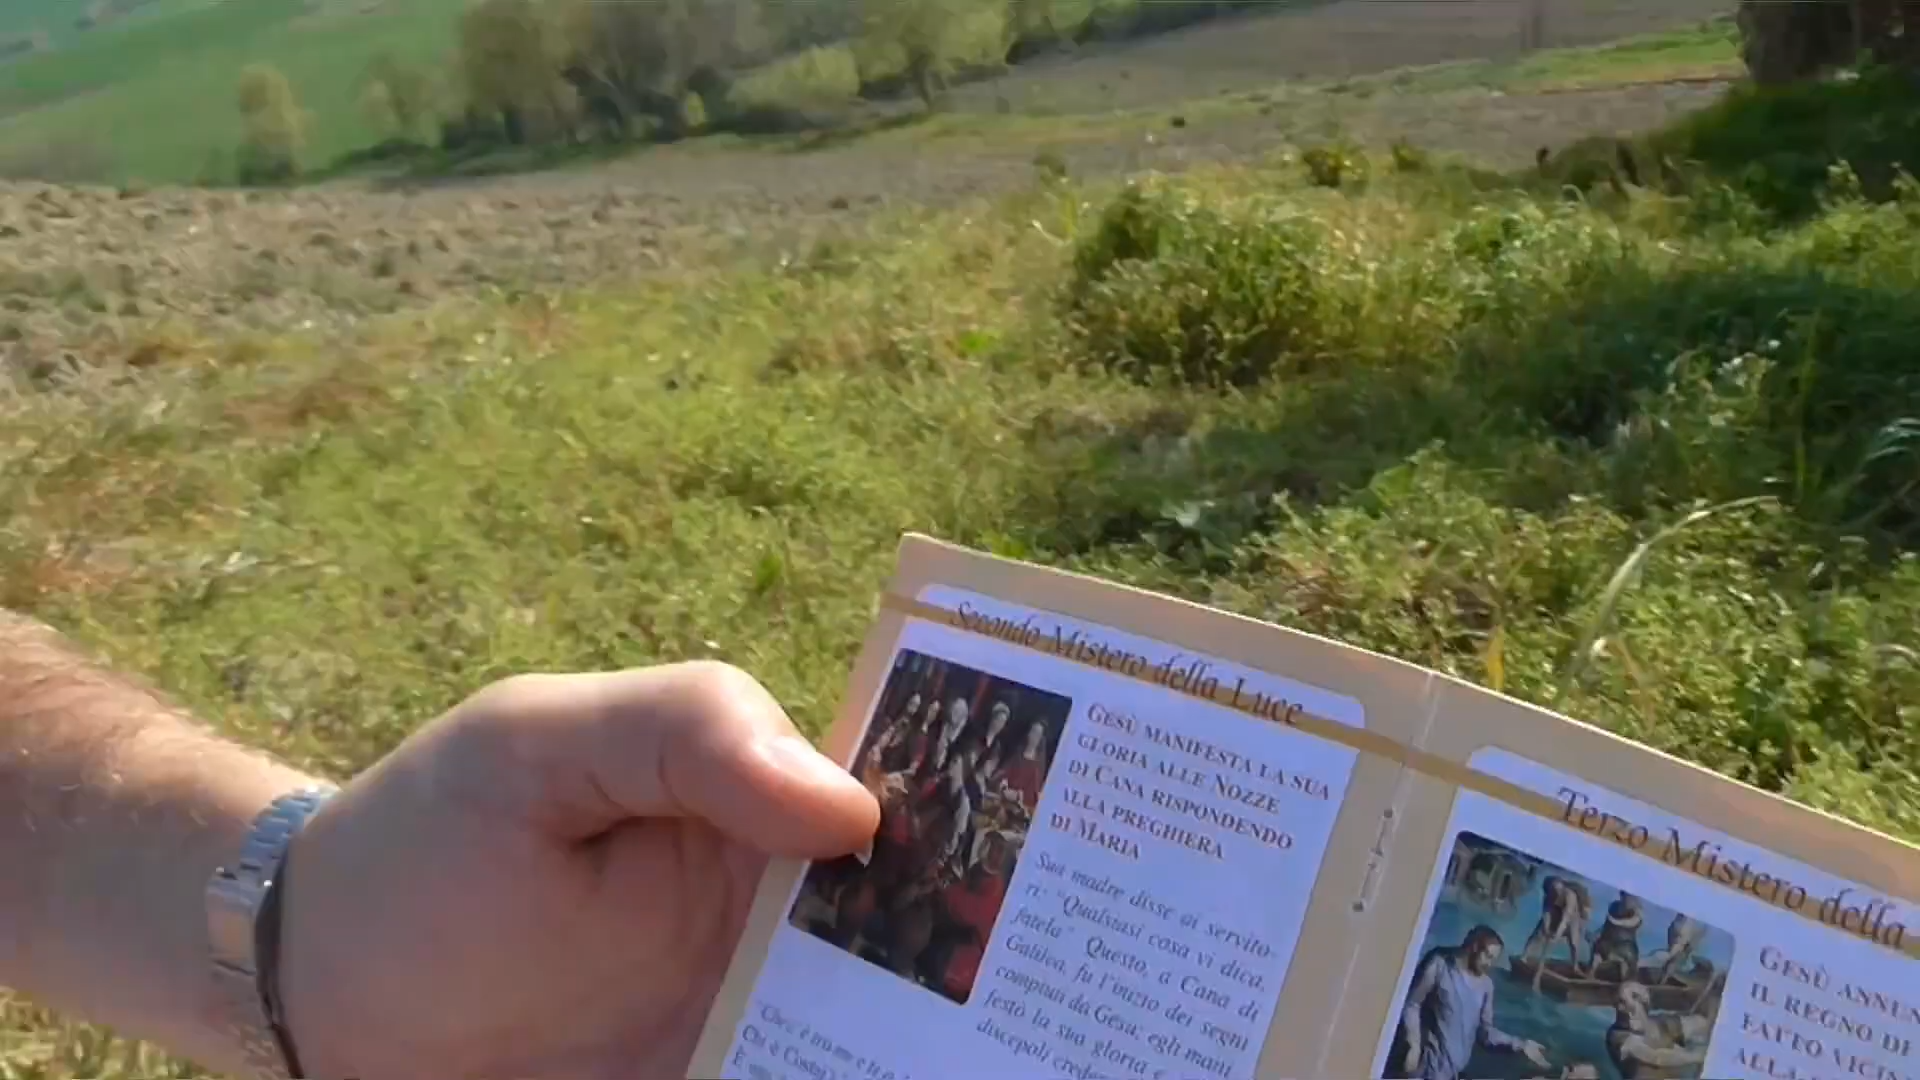 Secondo Mistero della Luce
GESÙ MANIFESTA LA SUA
GLORIA ALLE NOZZE
DI CANA RISPONDENDO
ALLA PREGHIERA
DI MARIA
Sua madre disse ai servito-
ri: "Qualsiasi cosa vi dica,
fatela" Questo, a Cana di
Galilea, fu l'inizio dei segni
compiuti da Gesù; egli mani
festò la sua gloria e
discepoli
Chi è
È
Terzo Mistero della
GESÙ
IL REGNO DI
FATTO VICIN
ALLA